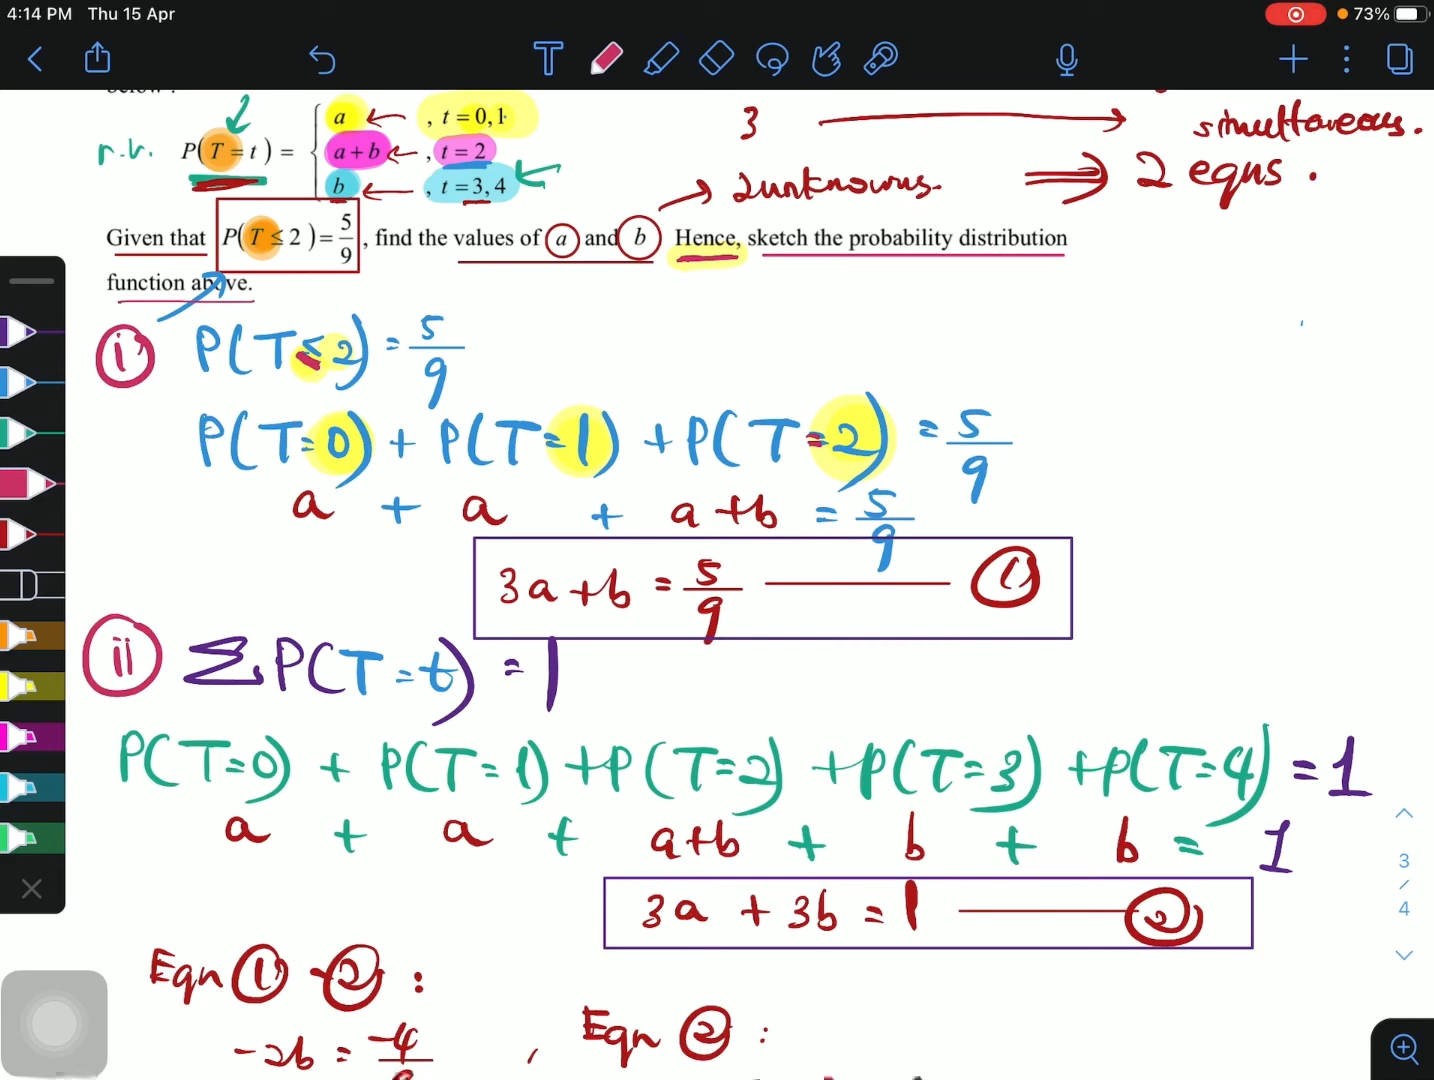 4:14 PM Thu 15 Apr 73%
below :
r.v. P(T = t) = { a , t = 0, 1
a + b , t = 2
b , t = 3, 4
3 simultaneous.
2 unknowns. ⟹ 2 eqns .
Given that P(T ≤ 2) = 5/9 , find the values of a and b Hence, sketch the probability distribution
function above.
i P(T ≤ 2) = 5/9
P(T=0) + P(T=1) + P(T=2) = 5/9
a + a + a+b = 5/9
3a + b = 5/9 ——— ①
ii Σ P(T=t) = 1
P(T=0) + P(T=1) + P(T=2) + P(T=3) + P(T=4) = 1
a + a + a+b + b + b = 1
3a + 3b = 1 ——— ②
Eqn ① - ② :
-2b = -4/
, Eqn ② :
3
/
4